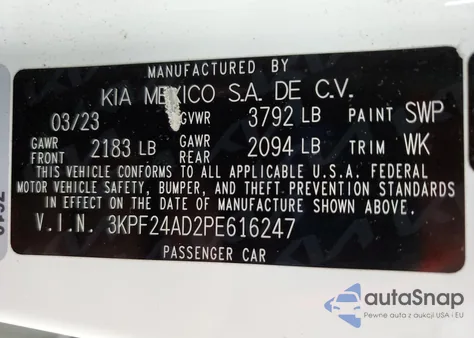 MANUFACTURED BY
KIA MEXICO S.A. DE C.V.
03/23 GVWR 3792 LB PAINT SWP
GAWR FRONT 2183 LB GAWR REAR 2094 LB TRIM WK
THIS VEHICLE CONFORMS TO ALL APPLICABLE U.S.A. FEDERAL
MOTOR VEHICLE SAFETY, BUMPER, AND THEFT PREVENTION STANDARDS
IN EFFECT ON THE DATE OF MANUFACTURE SHOWN ABOVE.
V.I.N. 3KPF24AD2PE616247
PASSENGER CAR
autoSnap
Pewne auta z aukcji USA i EU